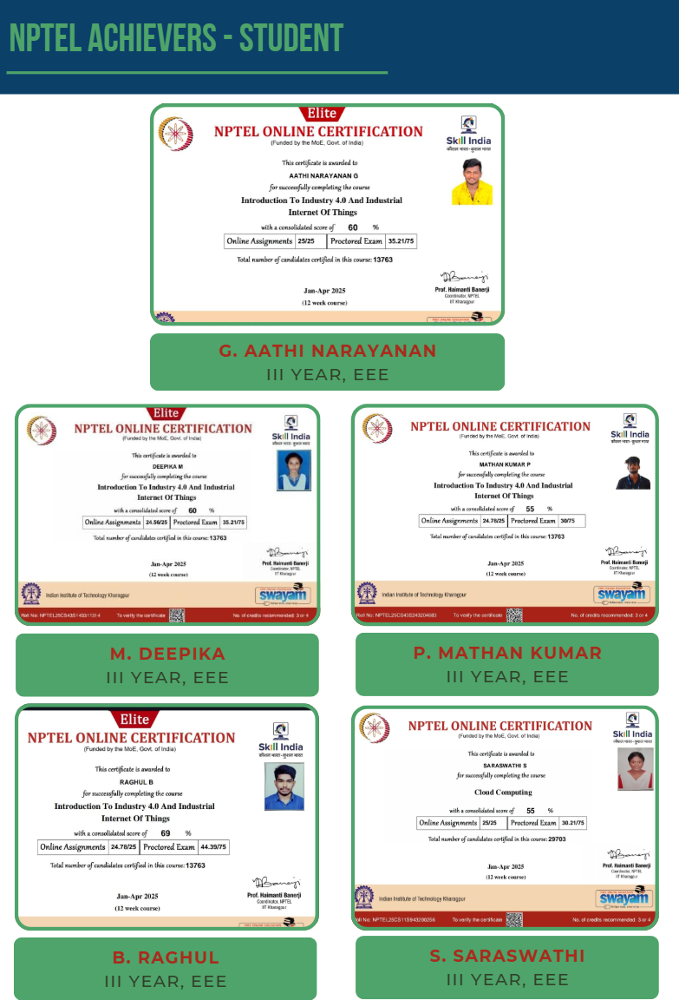 NPTEL ACHIEVERS - STUDENT
Elite
NPTEL ONLINE CERTIFICATION
(Funded by the MoE, Govt. of India)
Skill India
कौशल भारत - कुशल भारत
This certificate is awarded to
AATHI NARAYANAN G
for successfully completing the course
Introduction To Industry 4.0 And Industrial
Internet Of Things
with a consolidated score of 60 %
Online Assignments 25/25 Proctored Exam 35.21/75
Total number of candidates certified in this course: 13763
Jan-Apr 2025
(12 week course)
Prof. Haimanti Banerji
Coordinator, NPTEL
IIT Kharagpur
G. AATHI NARAYANAN
III YEAR, EEE
Elite
NPTEL ONLINE CERTIFICATION
(Funded by the MoE, Govt. of India)
Skill India
कौशल भारत - कुशल भारत
This certificate is awarded to
DEEPIKA M
for successfully completing the course
Introduction To Industry 4.0 And Industrial
Internet Of Things
with a consolidated score of 60 %
Online Assignments 24.56/25 Proctored Exam 35.21/75
Total number of candidates certified in this course: 13763
Jan-Apr 2025
(12 week course)
Prof. Haimanti Banerji
Coordinator, NPTEL
IIT Kharagpur
Indian Institute of Technology Kharagpur
swayam
Roll No: NPTEL25CS43S143311314 To verify the certificate No. of credits recommended: 3 or 4
M. DEEPIKA
III YEAR, EEE
NPTEL ONLINE CERTIFICATION
(Funded by the MoE, Govt. of India)
Skill India
कौशल भारत - कुशल भारत
This certificate is awarded to
MATHAN KUMAR P
for successfully completing the course
Introduction To Industry 4.0 And Industrial
Internet Of Things
with a consolidated score of 55 %
Online Assignments 24.78/25 Proctored Exam 30/75
Total number of candidates certified in this course: 13763
Jan-Apr 2025
(12 week course)
Prof. Haimanti Banerji
Coordinator, NPTEL
IIT Kharagpur
Indian Institute of Technology Kharagpur
swayam
Roll No: NPTEL25CS43S243204683 To verify the certificate No. of credits recommended: 3 or 4
P. MATHAN KUMAR
III YEAR, EEE
Elite
NPTEL ONLINE CERTIFICATION
(Funded by the MoE, Govt. of India)
Skill India
कौशल भारत - कुशल भारत
This certificate is awarded to
RAGHUL B
for successfully completing the course
Introduction To Industry 4.0 And Industrial
Internet Of Things
with a consolidated score of 69 %
Online Assignments 24.78/25 Proctored Exam 44.39/75
Total number of candidates certified in this course: 13763
Jan-Apr 2025
(12 week course)
Prof. Haimanti Banerji
Coordinator, NPTEL
IIT Kharagpur
B. RAGHUL
III YEAR, EEE
NPTEL ONLINE CERTIFICATION
(Funded by the MoE, Govt. of India)
Skill India
कौशल भारत - कुशल भारत
This certificate is awarded to
SARASWATHI S
for successfully completing the course
Cloud Computing
with a consolidated score of 55 %
Online Assignments 25/25 Proctored Exam 30.21/75
Total number of candidates certified in this course: 29703
Jan-Apr 2025
(12 week course)
Prof. Haimanti Banerji
Coordinator, NPTEL
IIT Kharagpur
Indian Institute of Technology Kharagpur
swayam
No: NPTEL25CS11S943200256 To verify the certificate No. of credits recommended: 3 or 4
S. SARASWATHI
III YEAR, EEE